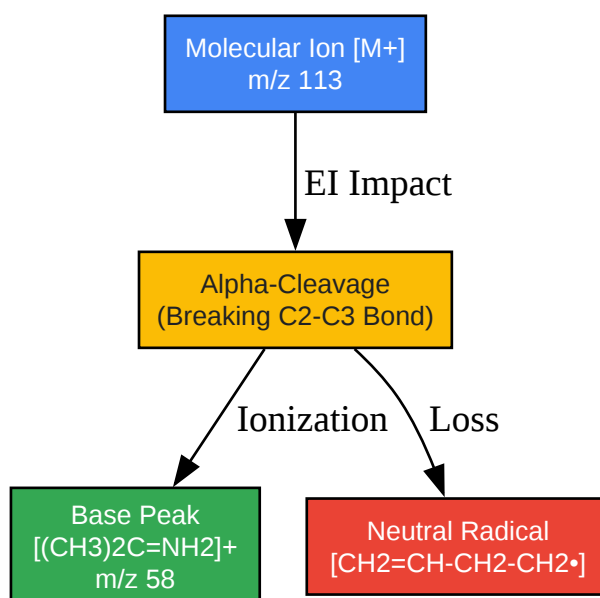 Molecular Ion [M+]
m/z 113
EI Impact
Alpha-Cleavage
(Breaking C2-C3 Bond)
Ionization
Loss
Base Peak
[(CH3)2C=NH2]+
m/z 58
Neutral Radical
[CH2=CH-CH2-CH2•]